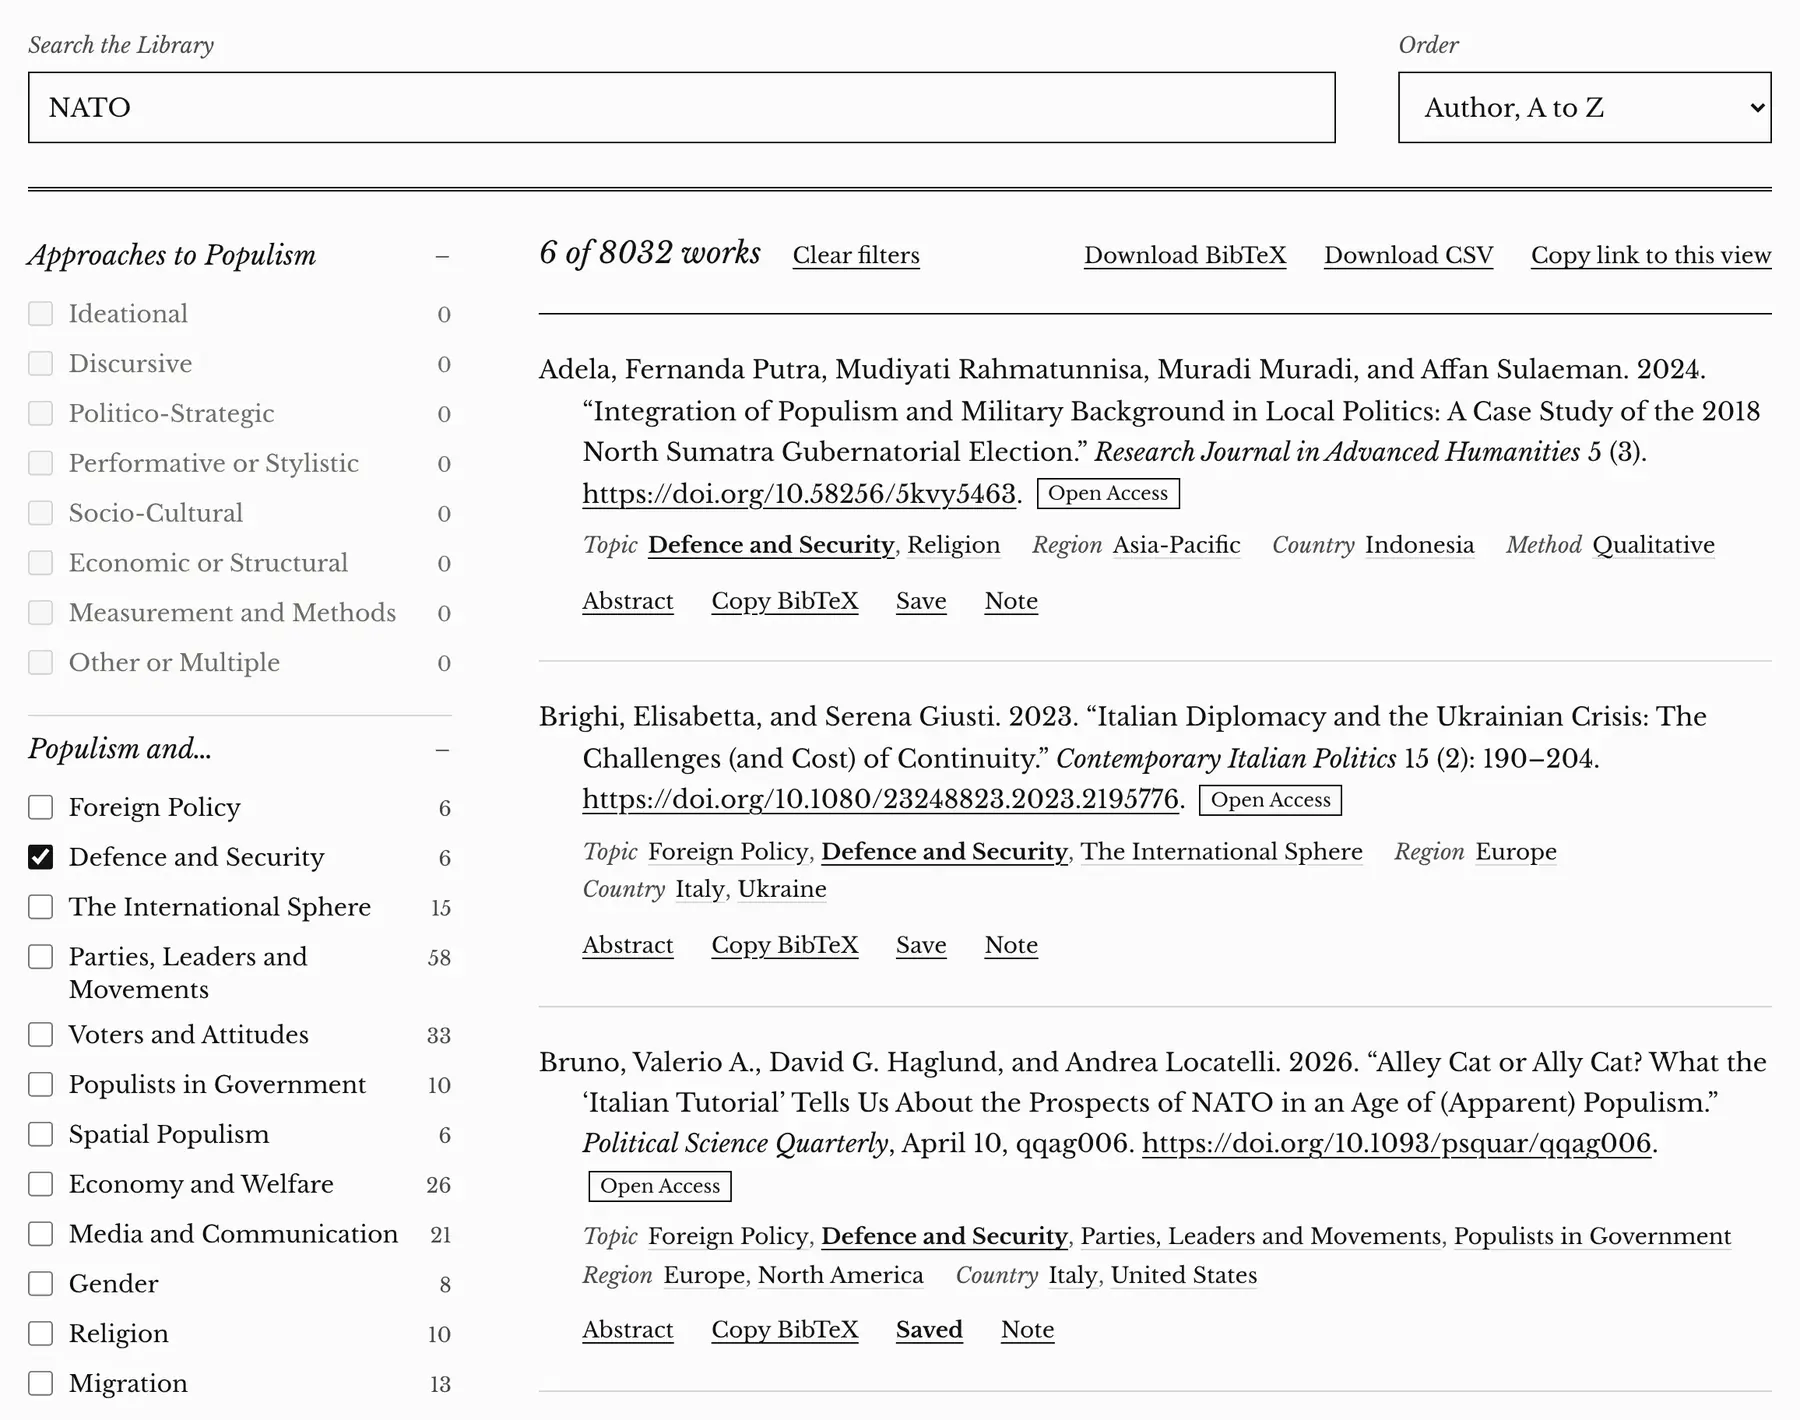 Search the Library
Order
NATO
Author, A to Z
Approaches to Populism –
Ideational 0
Discursive 0
Politico-Strategic 0
Performative or Stylistic 0
Socio-Cultural 0
Economic or Structural 0
Measurement and Methods 0
Other or Multiple 0
Populism and... –
Foreign Policy 6
Defence and Security 6
The International Sphere 15
Parties, Leaders and 58
Movements
Voters and Attitudes 33
Populists in Government 10
Spatial Populism 6
Economy and Welfare 26
Media and Communication 21
Gender 8
Religion 10
Migration 13
6 of 8032 works Clear filters Download BibTeX Download CSV Copy link to this view
Adela, Fernanda Putra, Mudiyati Rahmatunnisa, Muradi Muradi, and Affan Sulaeman. 2024.
“Integration of Populism and Military Background in Local Politics: A Case Study of the 2018
North Sumatra Gubernatorial Election.” Research Journal in Advanced Humanities 5 (3).
https://doi.org/10.58256/5kvy5463. Open Access
Topic Defence and Security, Religion Region Asia-Pacific Country Indonesia Method Qualitative
Abstract Copy BibTeX Save Note
Brighi, Elisabetta, and Serena Giusti. 2023. “Italian Diplomacy and the Ukrainian Crisis: The
Challenges (and Cost) of Continuity.” Contemporary Italian Politics 15 (2): 190–204.
https://doi.org/10.1080/23248823.2023.2195776. Open Access
Topic Foreign Policy, Defence and Security, The International Sphere Region Europe
Country Italy, Ukraine
Abstract Copy BibTeX Save Note
Bruno, Valerio A., David G. Haglund, and Andrea Locatelli. 2026. “Alley Cat or Ally Cat? What the
‘Italian Tutorial’ Tells Us About the Prospects of NATO in an Age of (Apparent) Populism.”
Political Science Quarterly, April 10, qqag006. https://doi.org/10.1093/psquar/qqag006.
Open Access
Topic Foreign Policy, Defence and Security, Parties, Leaders and Movements, Populists in Government
Region Europe, North America Country Italy, United States
Abstract Copy BibTeX Saved Note